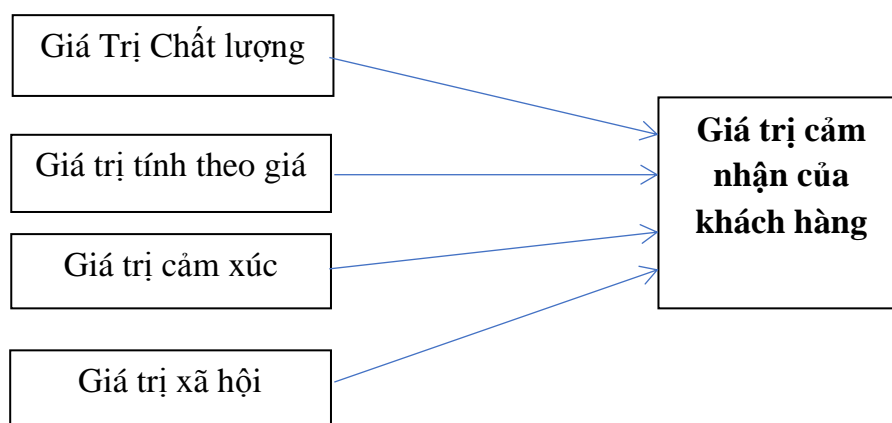 Giá Trị Chất lượng
Giá trị tính theo giá
Giá trị cảm xúc
Giá trị xã hội
Giá trị cảm
nhận của
khách hàng